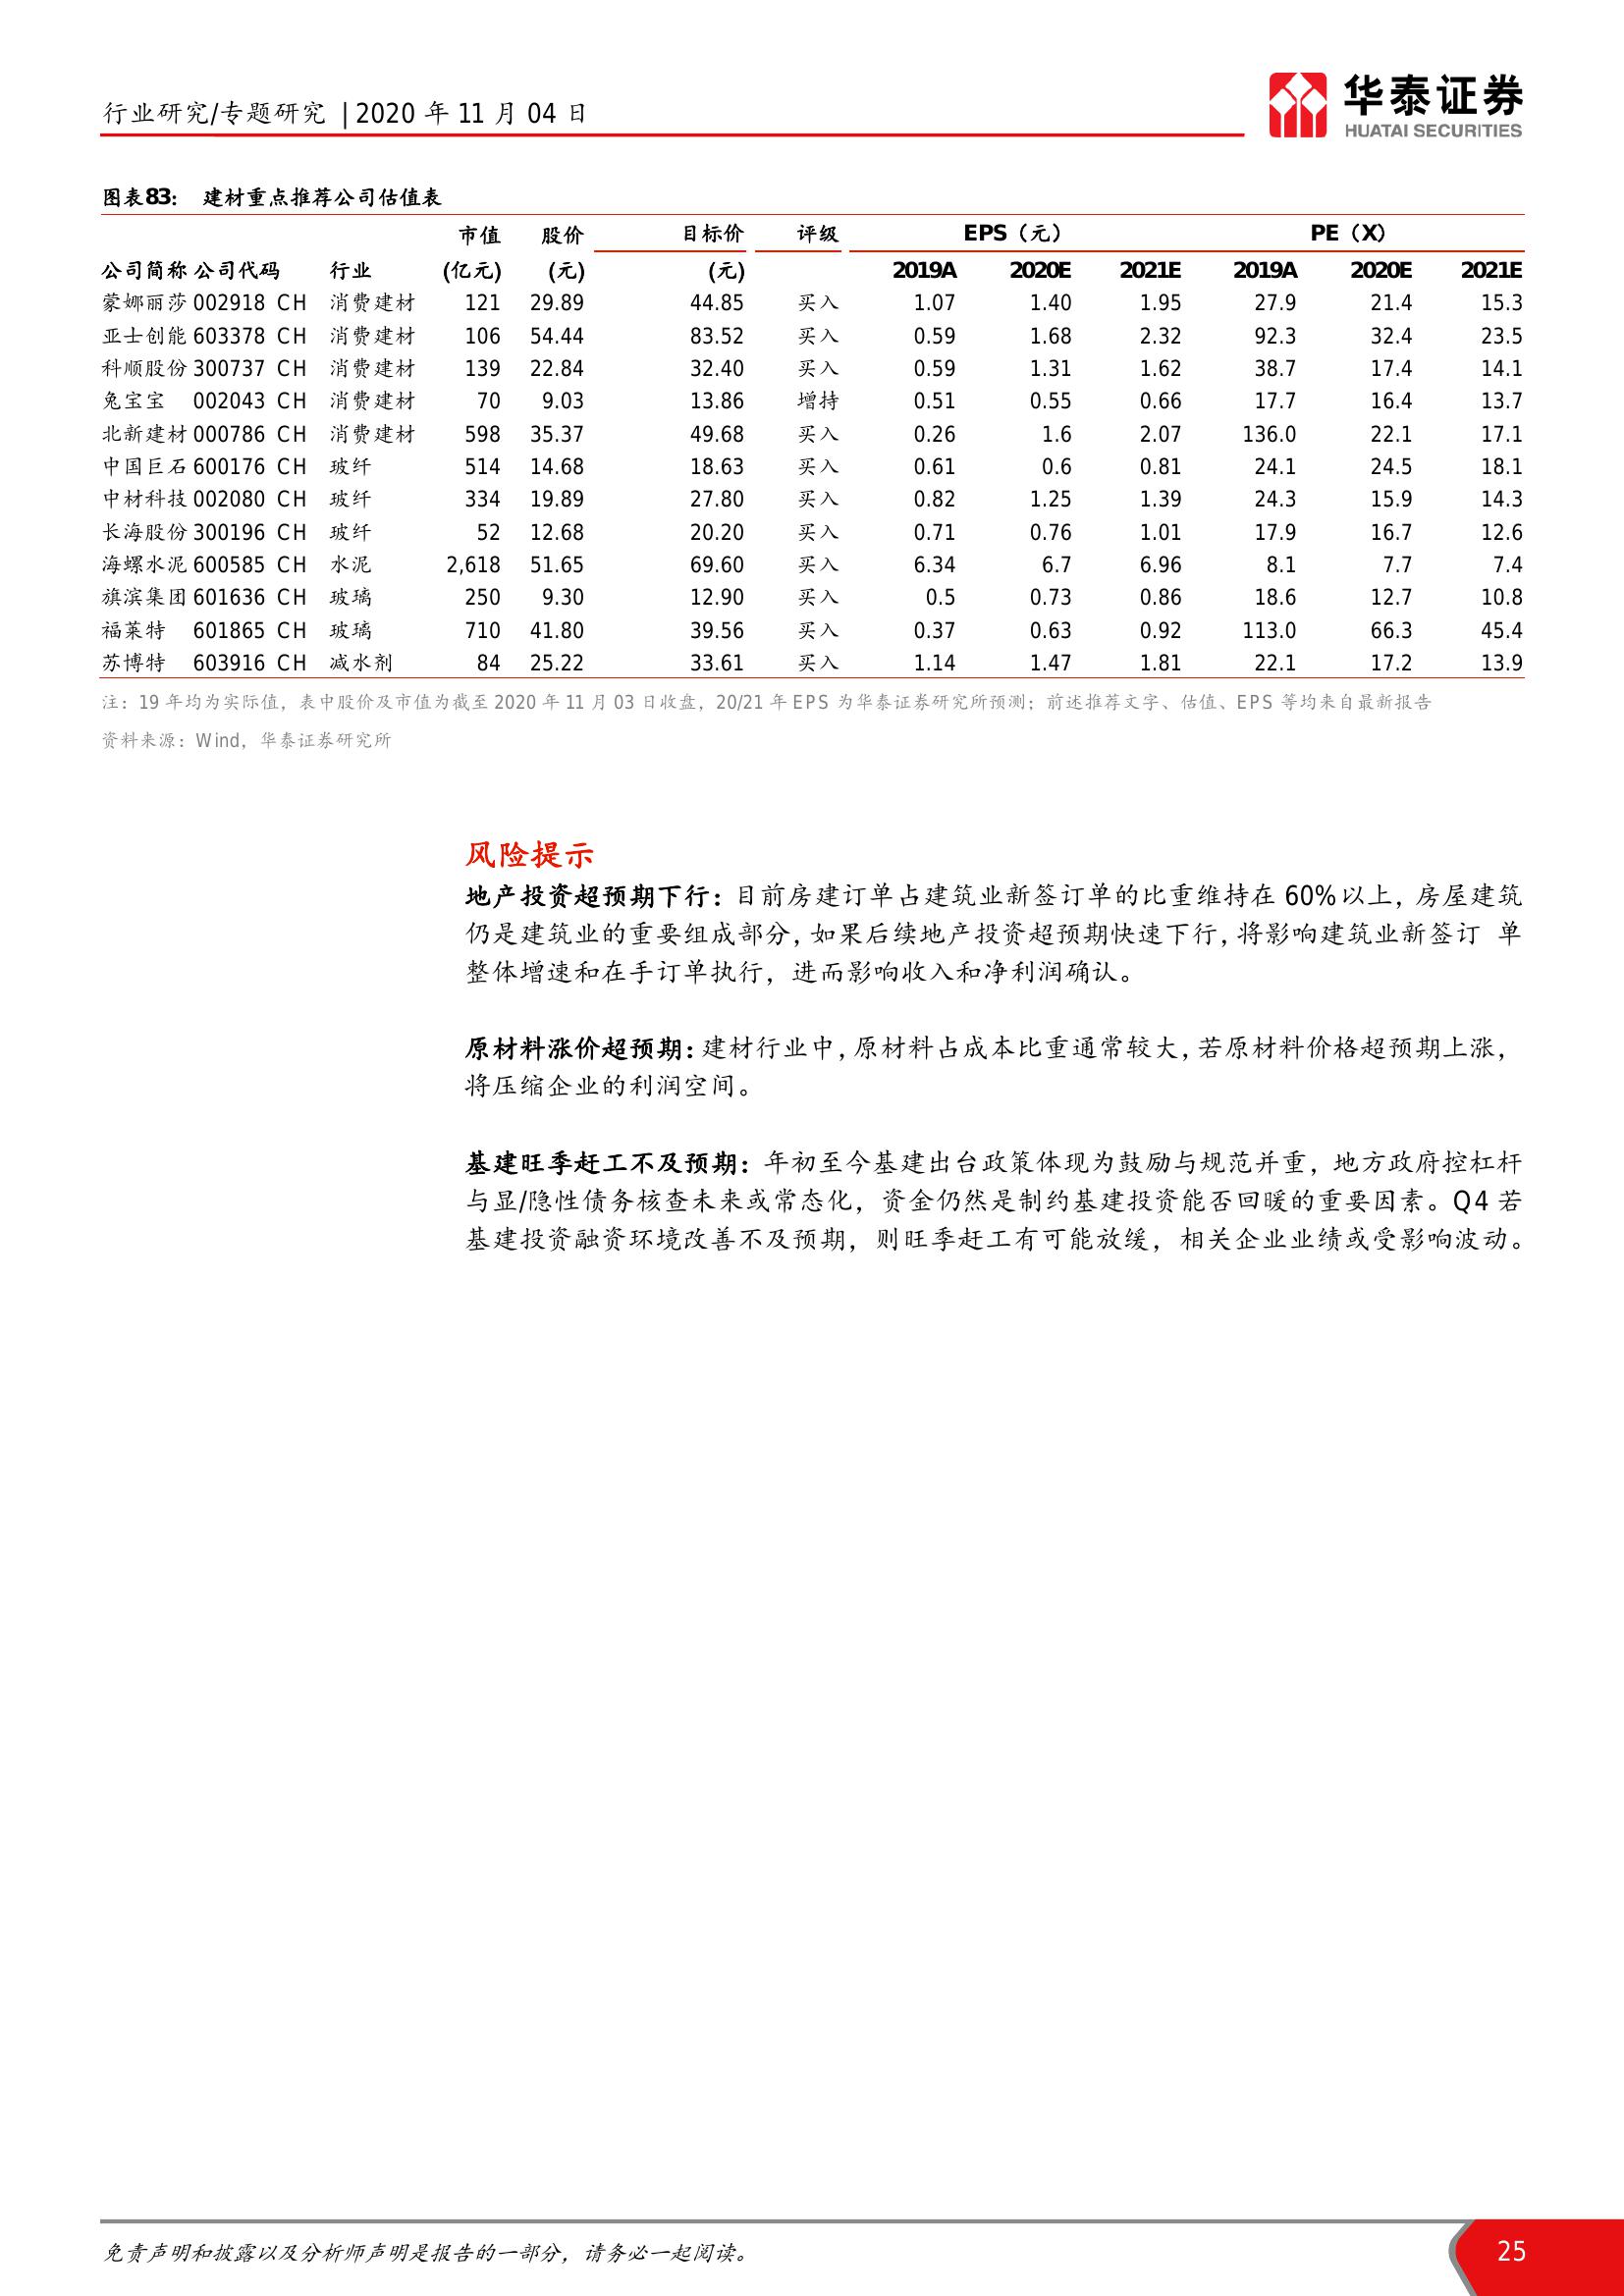 行业研究/专题研究 | 2020 年 11 月 04 日
华泰证券
HUATAI SECURITIES
图表83： 建材重点推荐公司估值表
市值 股价 目标价 评级 EPS（元） PE（X）
公司简称 公司代码 行业 (亿元) (元) (元) 2019A 2020E 2021E 2019A 2020E 2021E
蒙娜丽莎 002918 CH 消费建材 121 29.89 44.85 买入 1.07 1.40 1.95 27.9 21.4 15.3
亚士创能 603378 CH 消费建材 106 54.44 83.52 买入 0.59 1.68 2.32 92.3 32.4 23.5
科顺股份 300737 CH 消费建材 139 22.84 32.40 买入 0.59 1.31 1.62 38.7 17.4 14.1
兔宝宝 002043 CH 消费建材 70 9.03 13.86 增持 0.51 0.55 0.66 17.7 16.4 13.7
北新建材 000786 CH 消费建材 598 35.37 49.68 买入 0.26 1.6 2.07 136.0 22.1 17.1
中国巨石 600176 CH 玻纤 514 14.68 18.63 买入 0.61 0.6 0.81 24.1 24.5 18.1
中材科技 002080 CH 玻纤 334 19.89 27.80 买入 0.82 1.25 1.39 24.3 15.9 14.3
长海股份 300196 CH 玻纤 52 12.68 20.20 买入 0.71 0.76 1.01 17.9 16.7 12.6
海螺水泥 600585 CH 水泥 2,618 51.65 69.60 买入 6.34 6.7 6.96 8.1 7.7 7.4
旗滨集团 601636 CH 玻璃 250 9.30 12.90 买入 0.5 0.73 0.86 18.6 12.7 10.8
福莱特 601865 CH 玻璃 710 41.80 39.56 买入 0.37 0.63 0.92 113.0 66.3 45.4
苏博特 603916 CH 减水剂 84 25.22 33.61 买入 1.14 1.47 1.81 22.1 17.2 13.9
注：19 年均为实际值，表中股价及市值为截至 2020 年 11 月 03 日收盘，20/21 年 EPS 为华泰证券研究所预测；前述推荐文字、估值、EPS 等均来自最新报告
资料来源：Wind，华泰证券研究所
风险提示
地产投资超预期下行：目前房建订单占建筑业新签订单的比重维持在 60%以上，房屋建筑
仍是建筑业的重要组成部分，如果后续地产投资超预期快速下行，将影响建筑业新签订 单
整体增速和在手订单执行，进而影响收入和净利润确认。
原材料涨价超预期：建材行业中，原材料占成本比重通常较大，若原材料价格超预期上涨，
将压缩企业的利润空间。
基建旺季赶工不及预期：年初至今基建出台政策体现为鼓励与规范并重，地方政府控杠杆
与显/隐性债务核查未来或常态化，资金仍然是制约基建投资能否回暖的重要因素。Q4 若
基建投资融资环境改善不及预期，则旺季赶工有可能放缓，相关企业业绩或受影响波动。
免责声明和披露以及分析师声明是报告的一部分，请务必一起阅读。
25